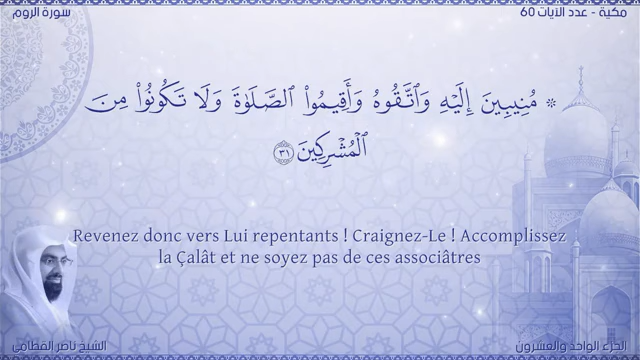 سورة الروم
مكية - عدد الآيات 60
۞ مُنِيبِينَ إِلَيْهِ وَٱتَّقُوهُ وَأَقِيمُوا۟ ٱلصَّلَوٰةَ وَلَا تَكُونُوا۟ مِنَ
ٱلْمُشْرِكِينَ ٣١
Revenez donc vers Lui repentants ! Craignez-Le ! Accomplissez
la Çalât et ne soyez pas de ces associâtres
الشيخ ناصر القطامي
الجزء الواحد والعشرون